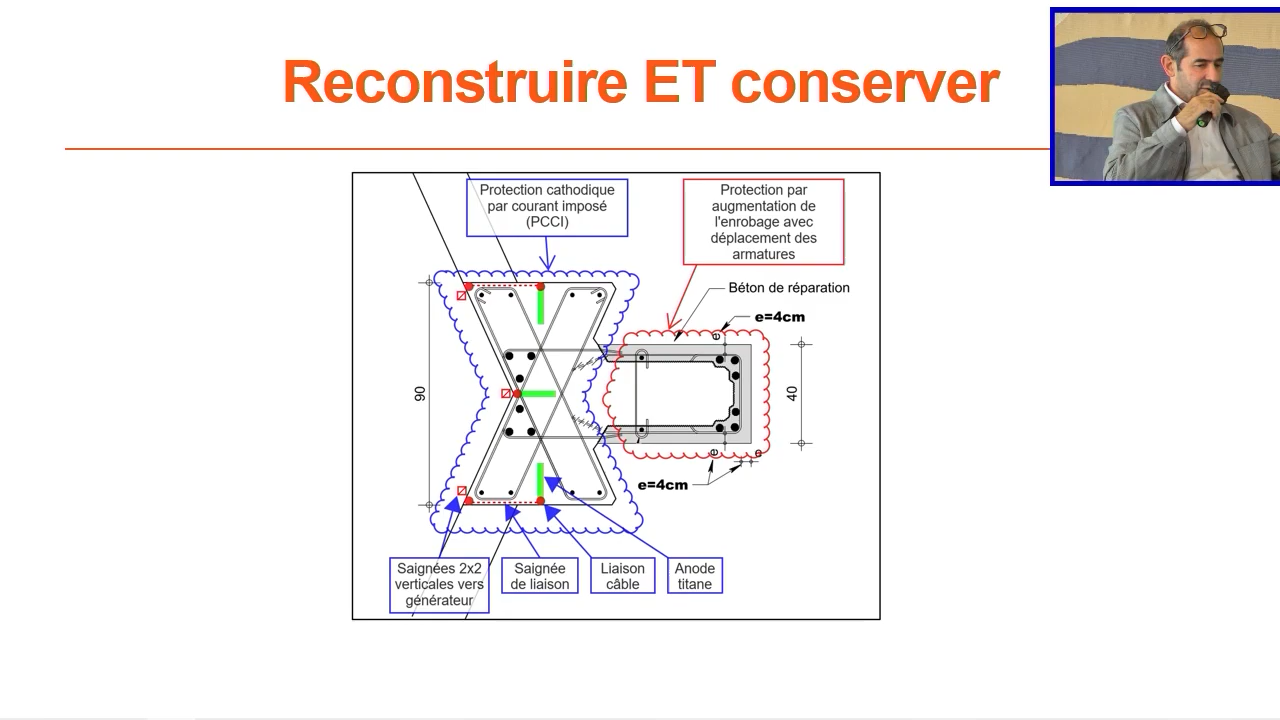 Reconstruire ET conserver
Protection cathodique
par courant imposé
(PCCI)
Protection par
augmentation de
l'enrobage avec
déplacement des
armatures
Béton de réparation
e=4cm
e
90
40
e
e
e=4cm
Saignées 2x2
verticales vers
générateur
Saignée
de liaison
Liaison
câble
Anode
titane